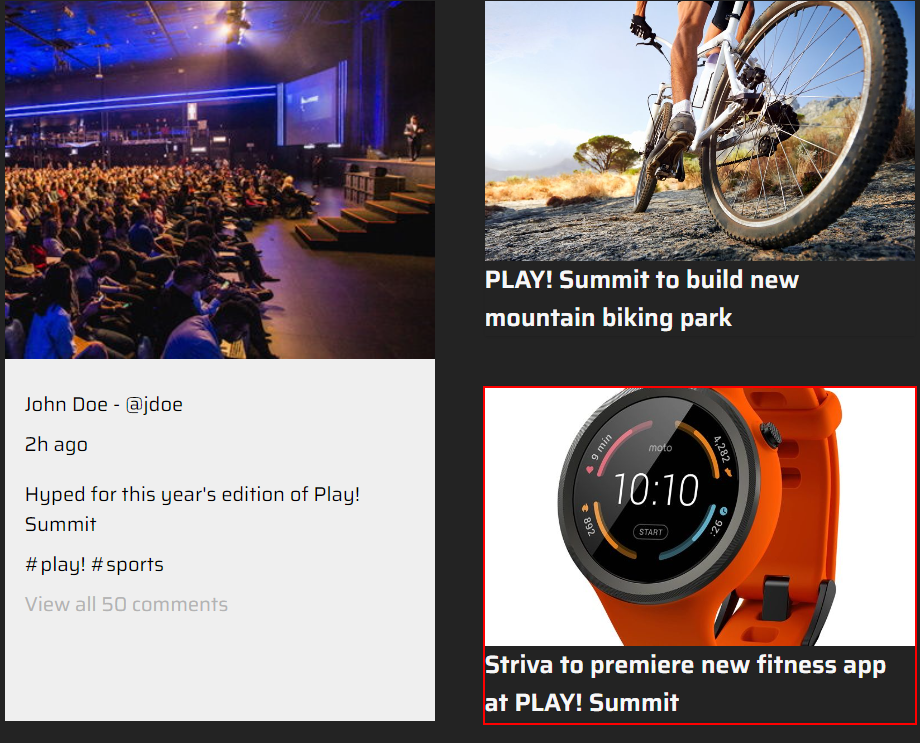 John Doe - @jdoe
2h ago
Hyped for this year's edition of Play!
Summit
#play! #sports
View all 50 comments
PLAY! Summit to build new
mountain biking park
9 min
moto
4,282
10:10
892
:26
START
Striva to premiere new fitness app
at PLAY! Summit